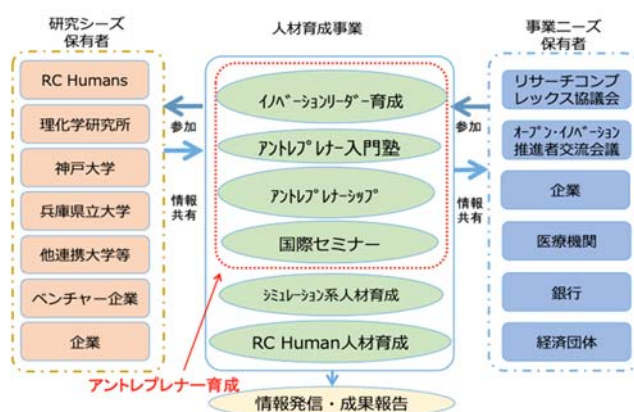 研究シーズ
保有者
RC Humans
理化学研究所
神戸大学
兵庫県立大学
他連携大学等
ベンチャー企業
企業
参加
情報
共有
人材育成事業
ｲﾉﾍﾞｰｼｮﾝﾘｰﾀﾞｰ育成
ｱﾝﾄﾚﾌﾟﾚﾅｰ入門塾
ｱﾝﾄﾚﾌﾟﾚﾅｰｼｯﾌﾟ
国際セミナー
ｼﾐｭﾚｰｼｮﾝ系人材育成
RC Human人材育成
アントレプレナー育成
情報発信・成果報告
参加
情報
共有
事業ニーズ
保有者
リサーチコンプ
レックス協議会
ｵｰﾌﾟﾝ･ｲﾉﾍﾞｰｼｮﾝ
推進者交流会議
企業
医療機関
銀行
経済団体